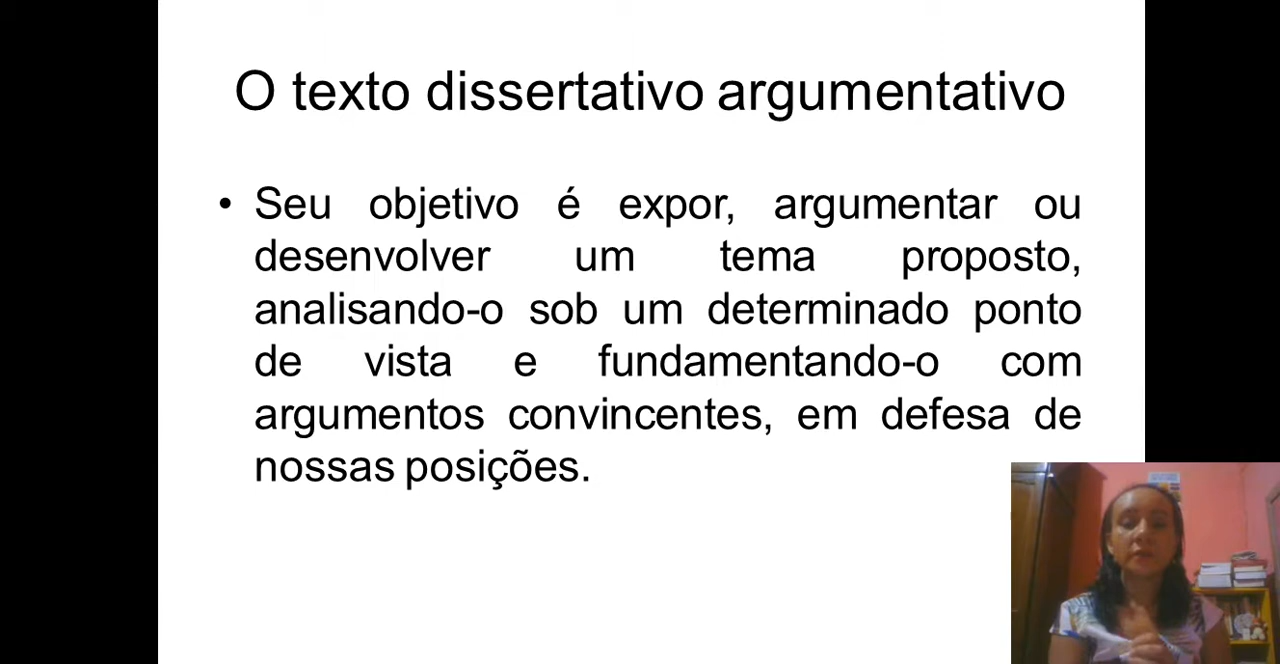 O texto dissertativo argumentativo
• Seu objetivo é expor, argumentar ou
desenvolver um tema proposto,
analisando-o sob um determinado ponto
de vista e fundamentando-o com
argumentos convincentes, em defesa de
nossas posições.